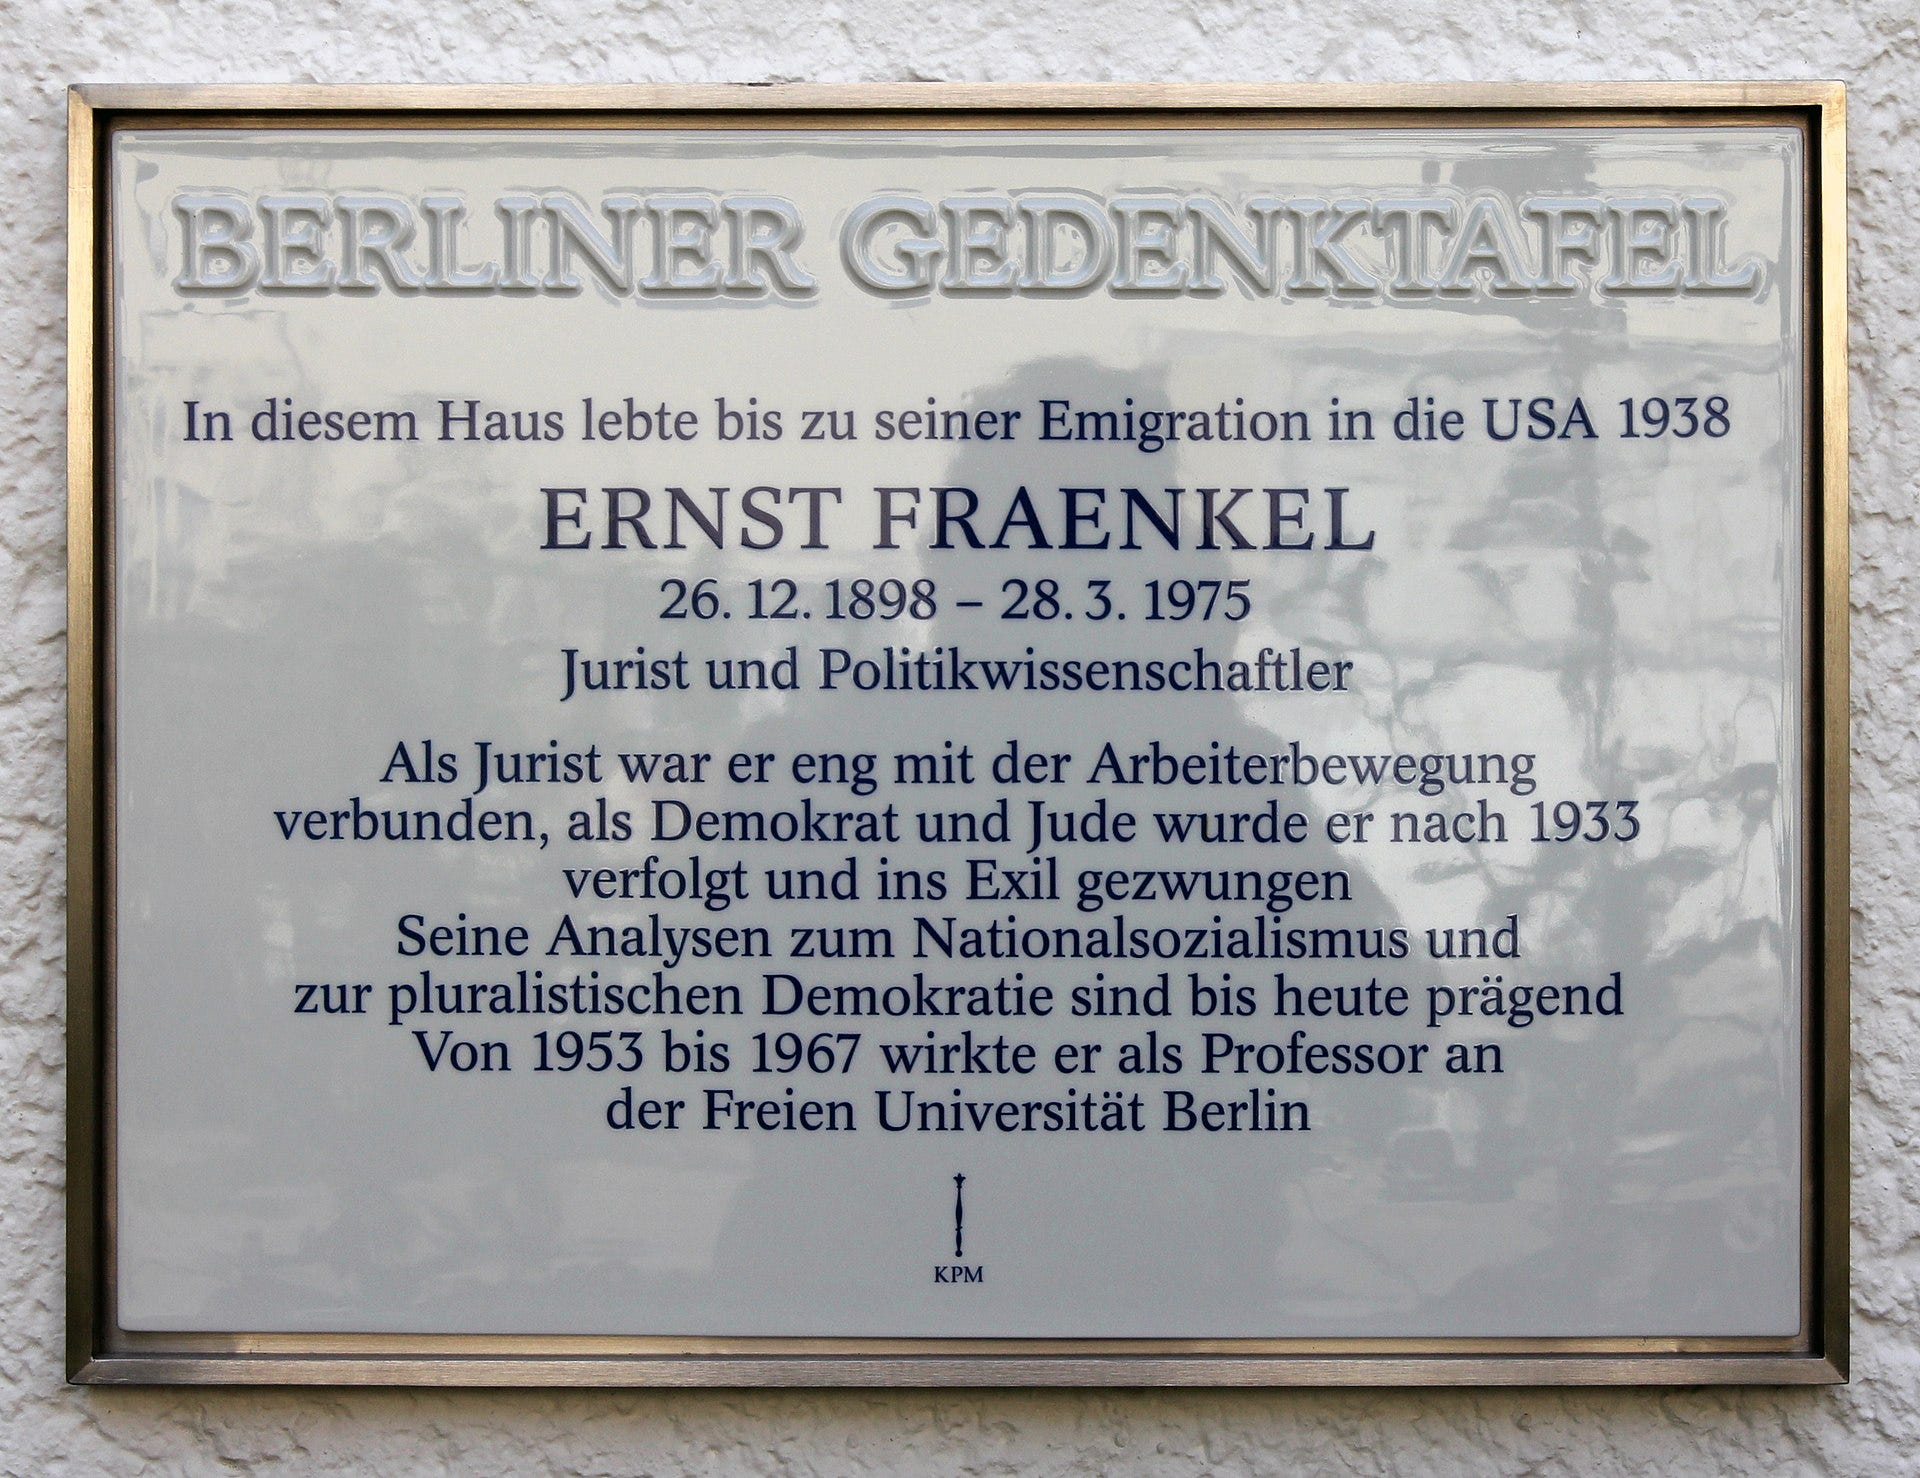 BERLINER GEDENKTAFEL
In diesem Haus lebte bis zu seiner Emigration in die USA 1938
ERNST FRAENKEL
26. 12. 1898 – 28. 3. 1975
Jurist und Politikwissenschaftler
Als Jurist war er eng mit der Arbeiterbewegung
verbunden, als Demokrat und Jude wurde er nach 1933
verfolgt und ins Exil gezwungen
Seine Analysen zum Nationalsozialismus und
zur pluralistischen Demokratie sind bis heute prägend
Von 1953 bis 1967 wirkte er als Professor an
der Freien Universität Berlin
KPM